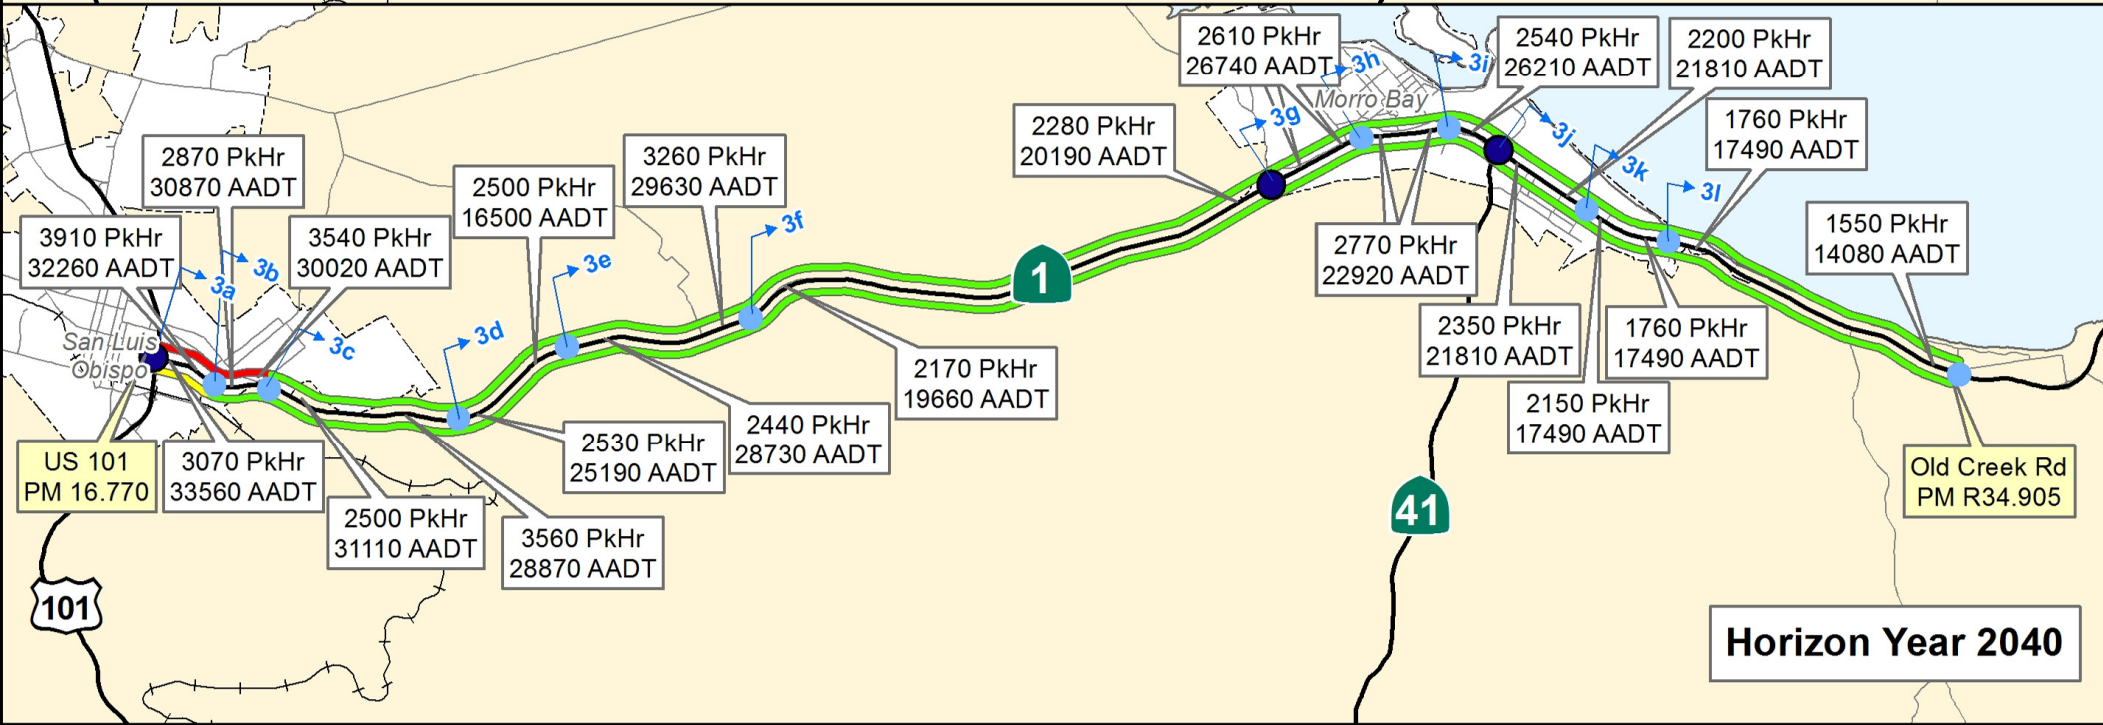 2610 PkHr
26740 AADT
2540 PkHr
26210 AADT
2200 PkHr
21810 AADT
3h
3i
Morro Bay
3g
3j
1760 PkHr
17490 AADT
2280 PkHr
20190 AADT
2870 PkHr
30870 AADT
3260 PkHr
29630 AADT
2500 PkHr
16500 AADT
3k
3l
3910 PkHr
32260 AADT
3540 PkHr
30020 AADT
3f
1550 PkHr
14080 AADT
3a
3b
3e
1
2770 PkHr
22920 AADT
3c
3d
San Luis
Obispo
2350 PkHr
21810 AADT
1760 PkHr
17490 AADT
2170 PkHr
19660 AADT
2150 PkHr
17490 AADT
2440 PkHr
28730 AADT
2530 PkHr
25190 AADT
US 101
PM 16.770
3070 PkHr
33560 AADT
Old Creek Rd
PM R34.905
2500 PkHr
31110 AADT
3560 PkHr
28870 AADT
41
101
Horizon Year 2040